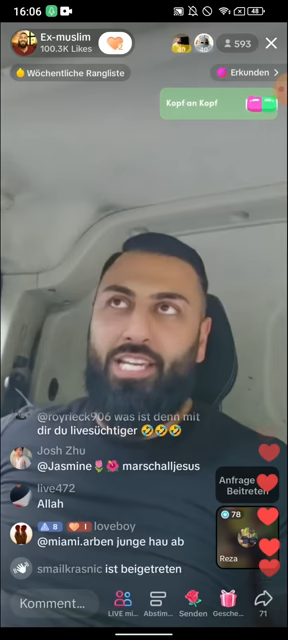 16:06
48
Ex-muslim
100.3K Likes
593
Wöchentliche Rangliste
Erkunden >
Kopf an Kopf
@royrleck906 was ist denn mit
dir du livesüchtiger 🤣🤣🤣
Josh Zhu
@Jasmine🌷🌺 marschalljesus
live472
Allah
8 1 loveboy
@miami.arben junge hau ab
smailkrasnic ist beigetreten
Anfrage
Beitreten
78
Reza
Komment...
LIVE mi...
Abstim...
Senden
Gesche...
71